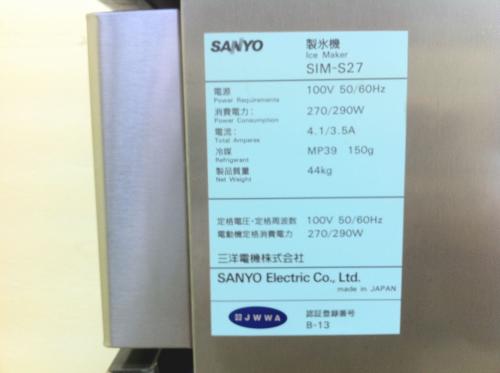 SANYO 製氷機
Ice Maker
SIM-S27
電源 100V 50/60Hz
Power Requirements
消費電力: 270/290W
Power Consumption
電流: 4.1/3.5A
Total Amperes
冷媒 MP39 150g
Refrigerant
製品質量 44kg
Net Weight
定格電圧・定格周波数 100V 50/60Hz
電動機定格消費電力 270/290W
三洋電機株式会社
SANYO Electric Co., Ltd.
made in JAPAN
JWWA 認証登録番号
B-13